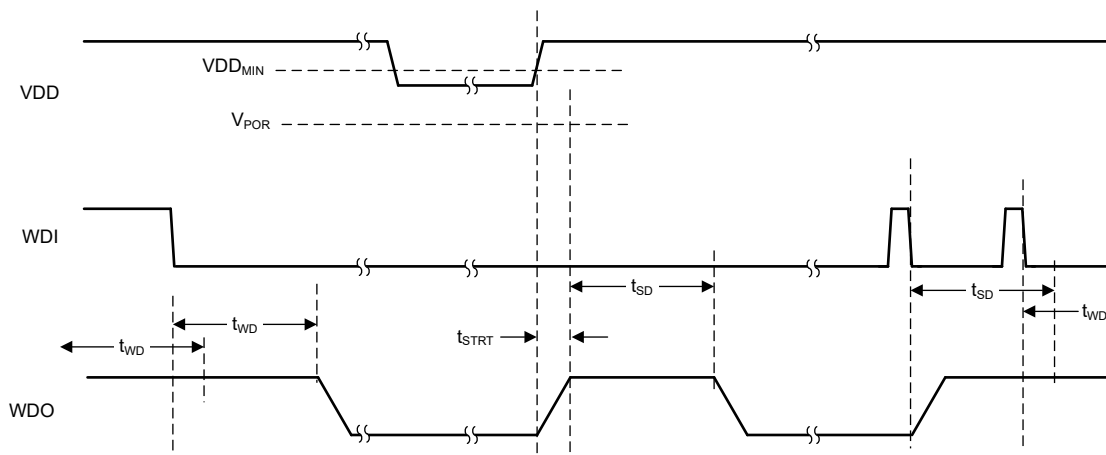 VDD
VDDMIN
VPOR
WDI
tWD
tWD
tSTRT
tSD
tSD
tWD
WDO